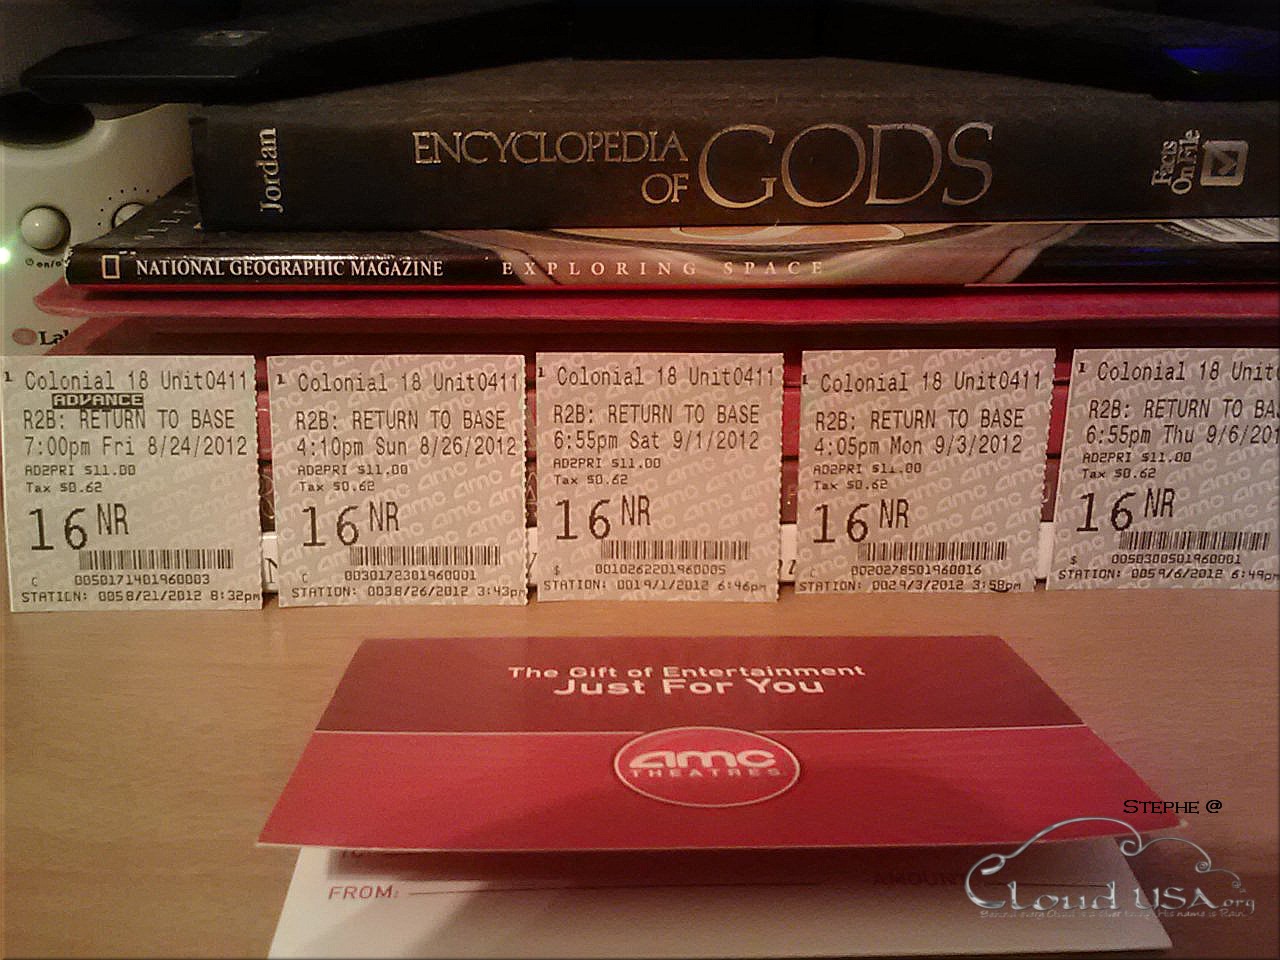 Jordan
ENCYCLOPEDIA
OF GODS
Facts
On File
NATIONAL GEOGRAPHIC MAGAZINE EXPLORING SPACE
on/
La
1 Colonial 18 Unit0411
ADVANCE
R2B: RETURN TO BASE
7:00pm Fri 8/24/2012
AD2PRI $11.00
Tax $0.62
16 NR
C 0050171401960003
STATION: 0058/21/2012 8:32pm
1 Colonial 18 Unit0411
R2B: RETURN TO BASE
4:10pm Sun 8/26/2012
AD2PRI $11.00
Tax $0.62
16 NR
C 0030172301960001
STATION: 0038/26/2012 3:43pm
1 Colonial 18 Unit0411
R2B: RETURN TO BASE
6:55pm Sat 9/1/2012
AD2PRI $11.00
Tax $0.62
16 NR
$ 0010262201960005
STATION: 0019/1/2012 6:46pm
1 Colonial 18 Unit0411
R2B: RETURN TO BASE
4:05pm Mon 9/3/2012
AD2PRI $11.00
Tax $0.62
16 NR
C 0020278501960016
STATION: 0029/3/2012 3:58pm
1 Colonial 18 Unit0
R2B: RETURN TO BA
6:55pm Thu 9/6/201
AD2PRI $11.00
Tax $0.62
16 NR
$ 0050300501960001
STATION: 0059/6/2012 6:49pm
The Gift of Entertainment
Just For You
amc
THEATRES
FROM:
AMOUNT
STEPHE @
Cloud USA.org